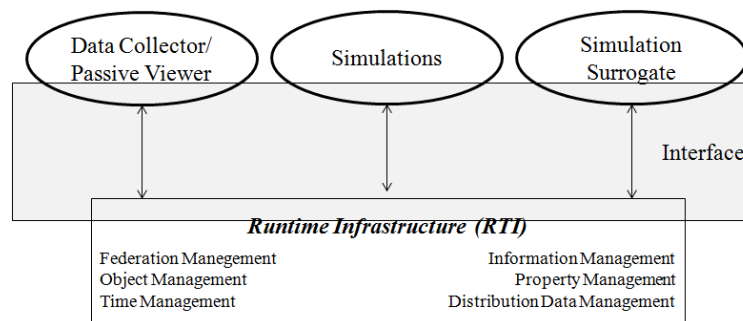 Data Collector/
Passive Viewer
Simulations
Simulation
Surrogate
Interface
Runtime Infrastructure (RTI)
Federation Manegement
Object Management
Time Management
Information Management
Property Management
Distribution Data Management